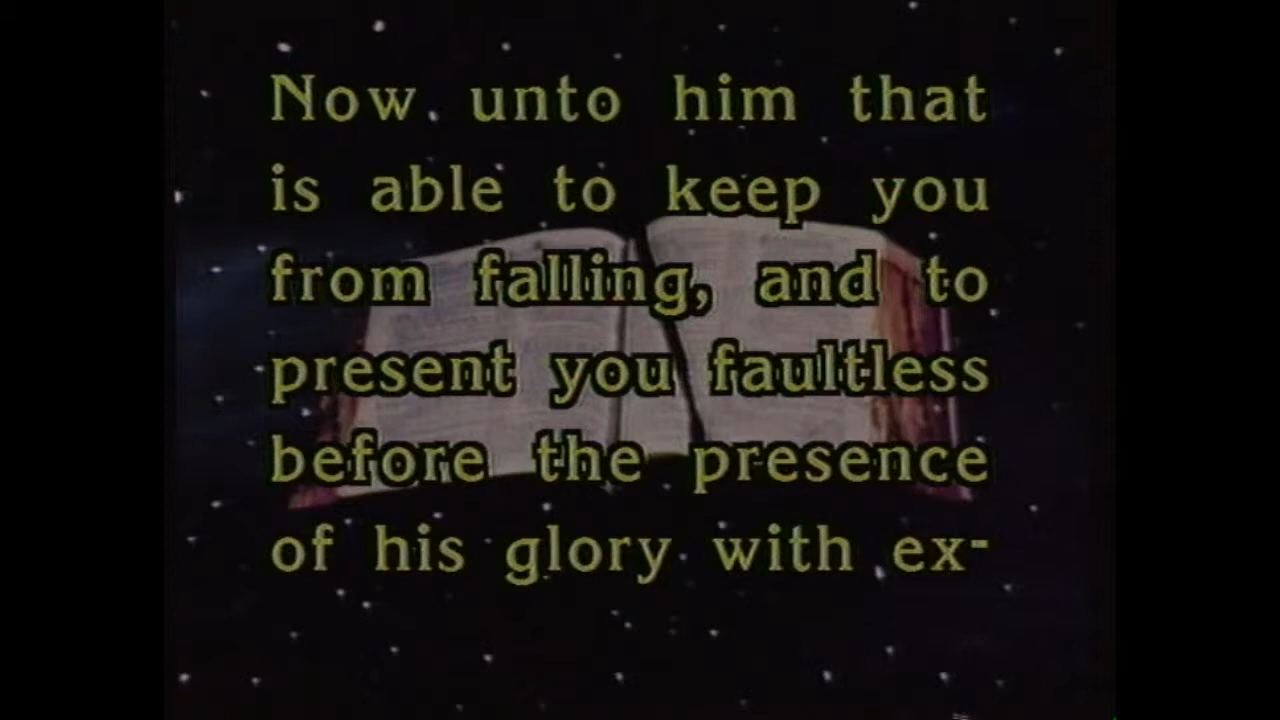 Now unto him that
is able to keep you
from falling, and to
present you faultless
before the presence
of his glory with ex-